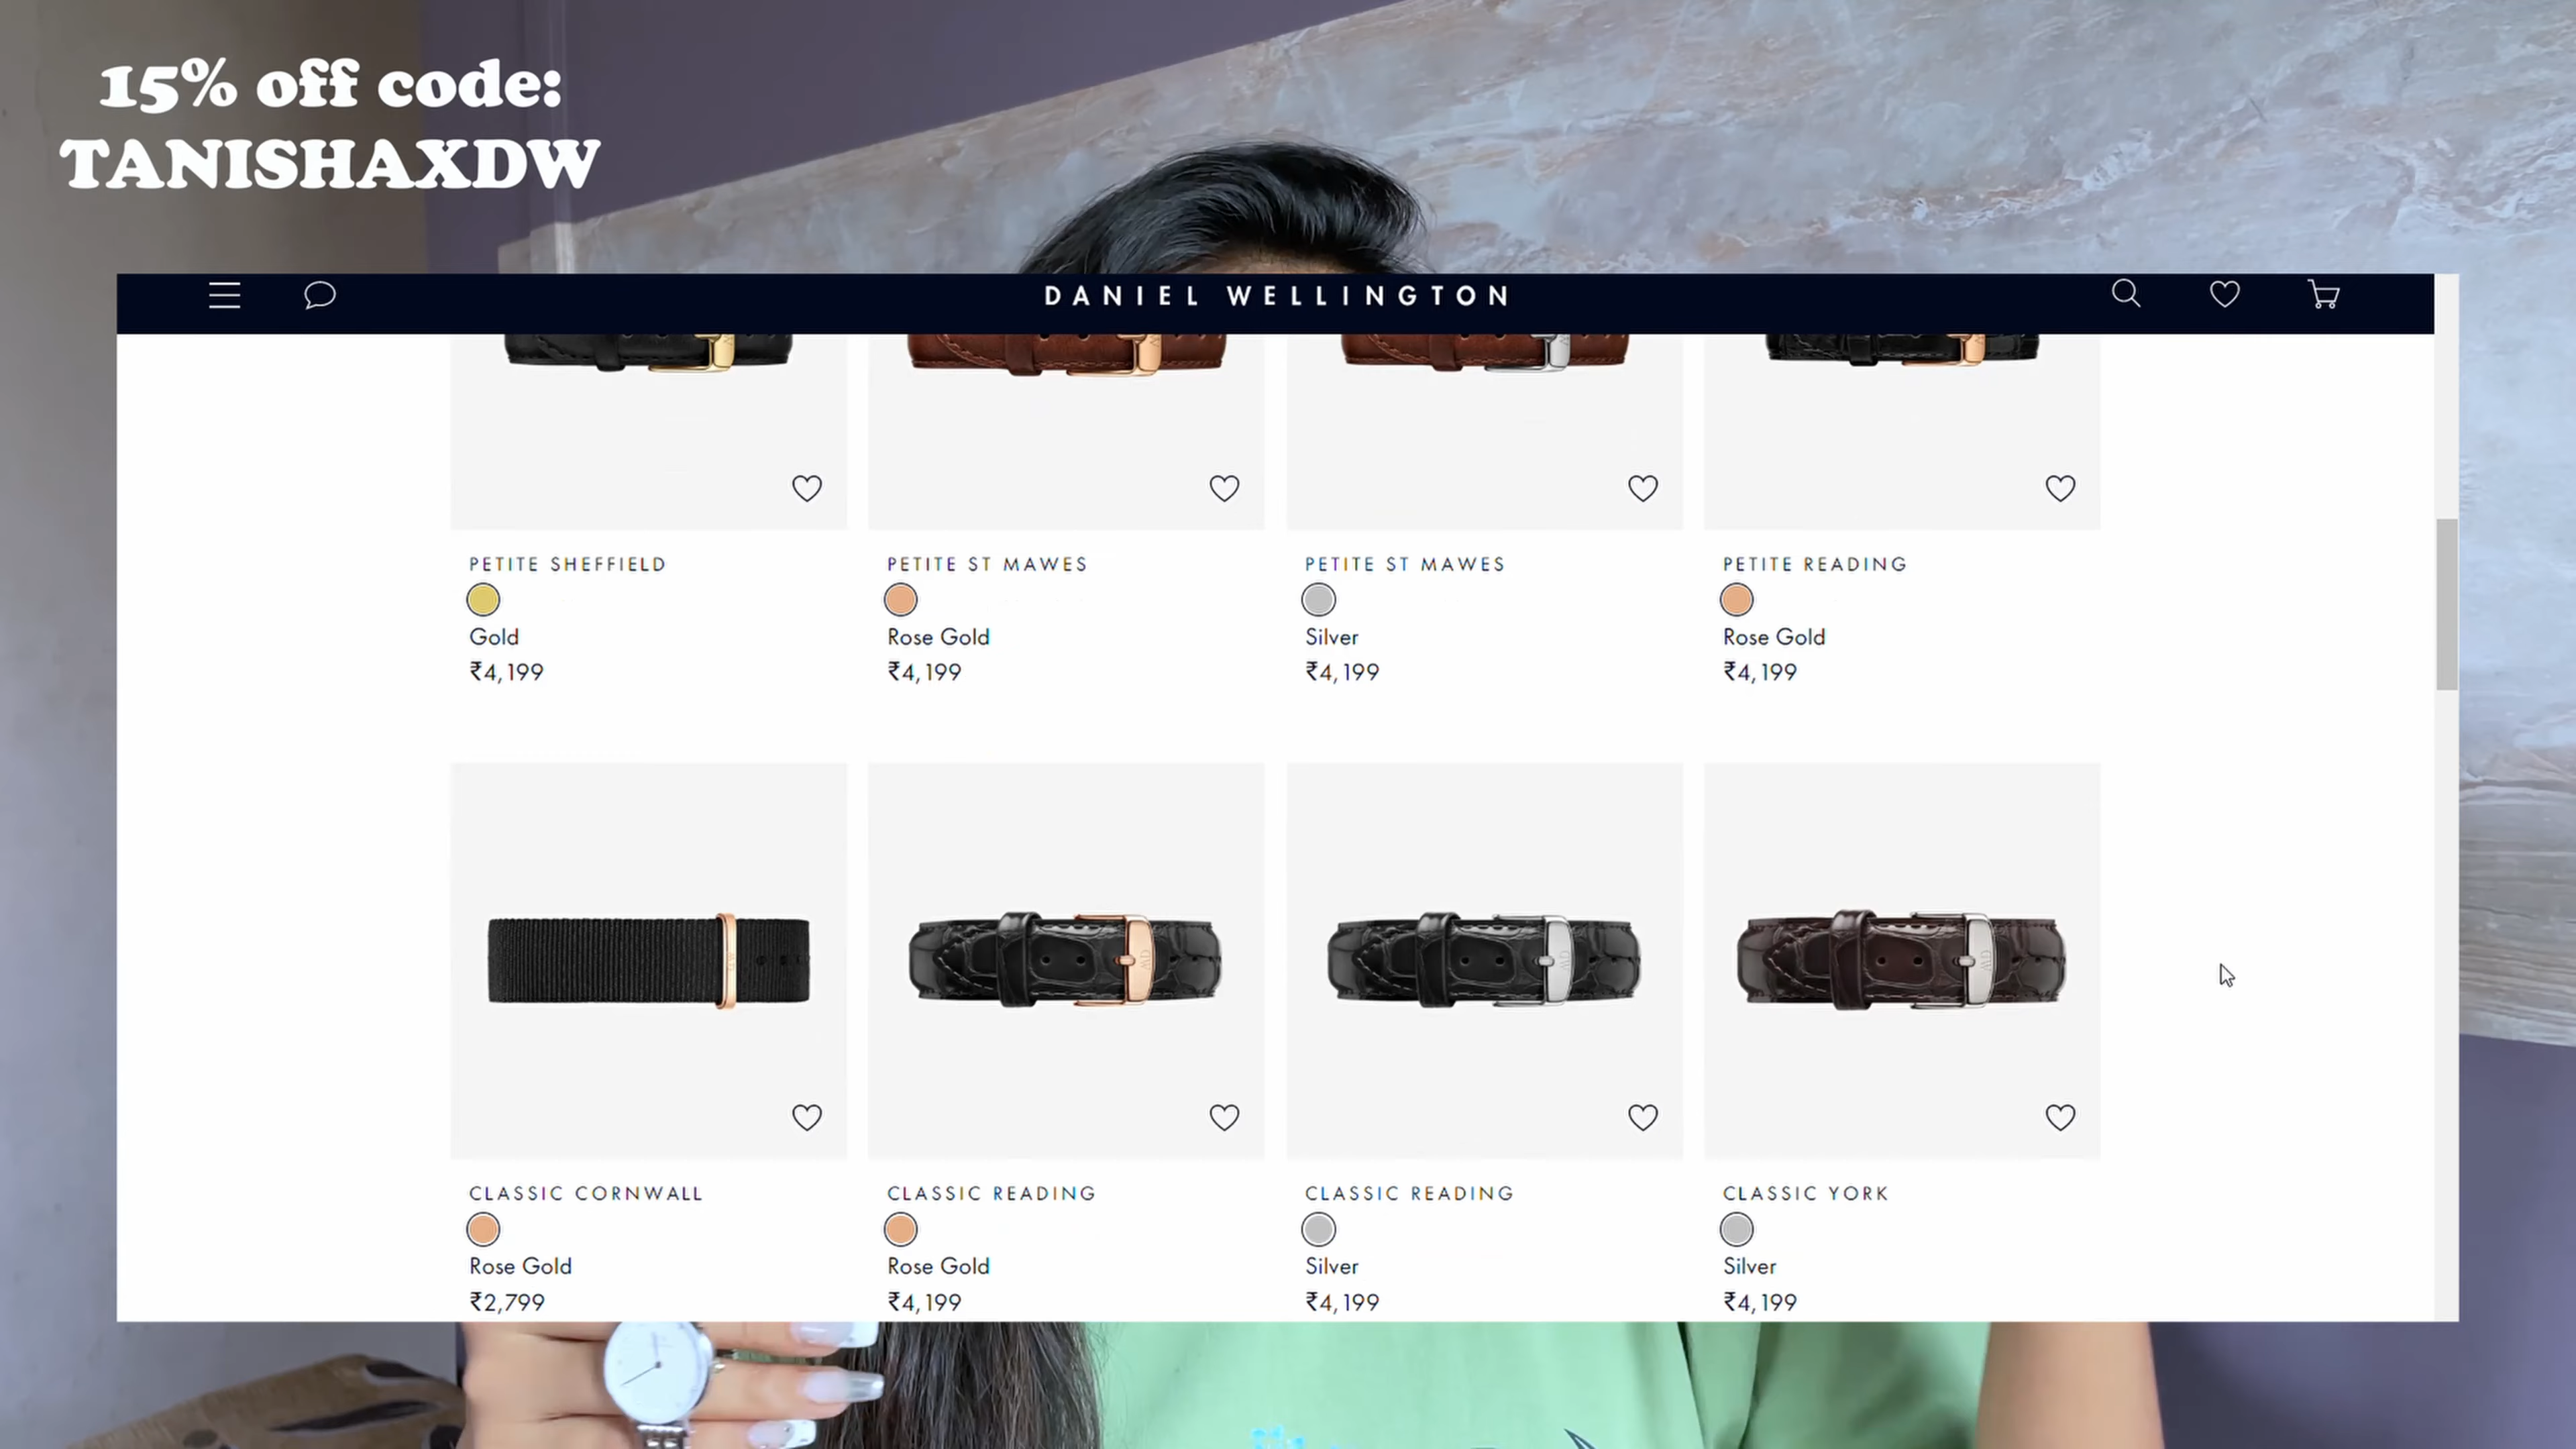 15% off code:
TANISHAXDW
DANIEL WELLINGTON
PETITE SHEFFIELD
Gold
₹4,199
PETITE ST MAWES
Rose Gold
₹4,199
PETITE ST MAWES
Silver
₹4,199
PETITE READING
Rose Gold
₹4,199
CLASSIC CORNWALL
Rose Gold
₹2,799
CLASSIC READING
Rose Gold
₹4,199
CLASSIC READING
Silver
₹4,199
CLASSIC YORK
Silver
₹4,199